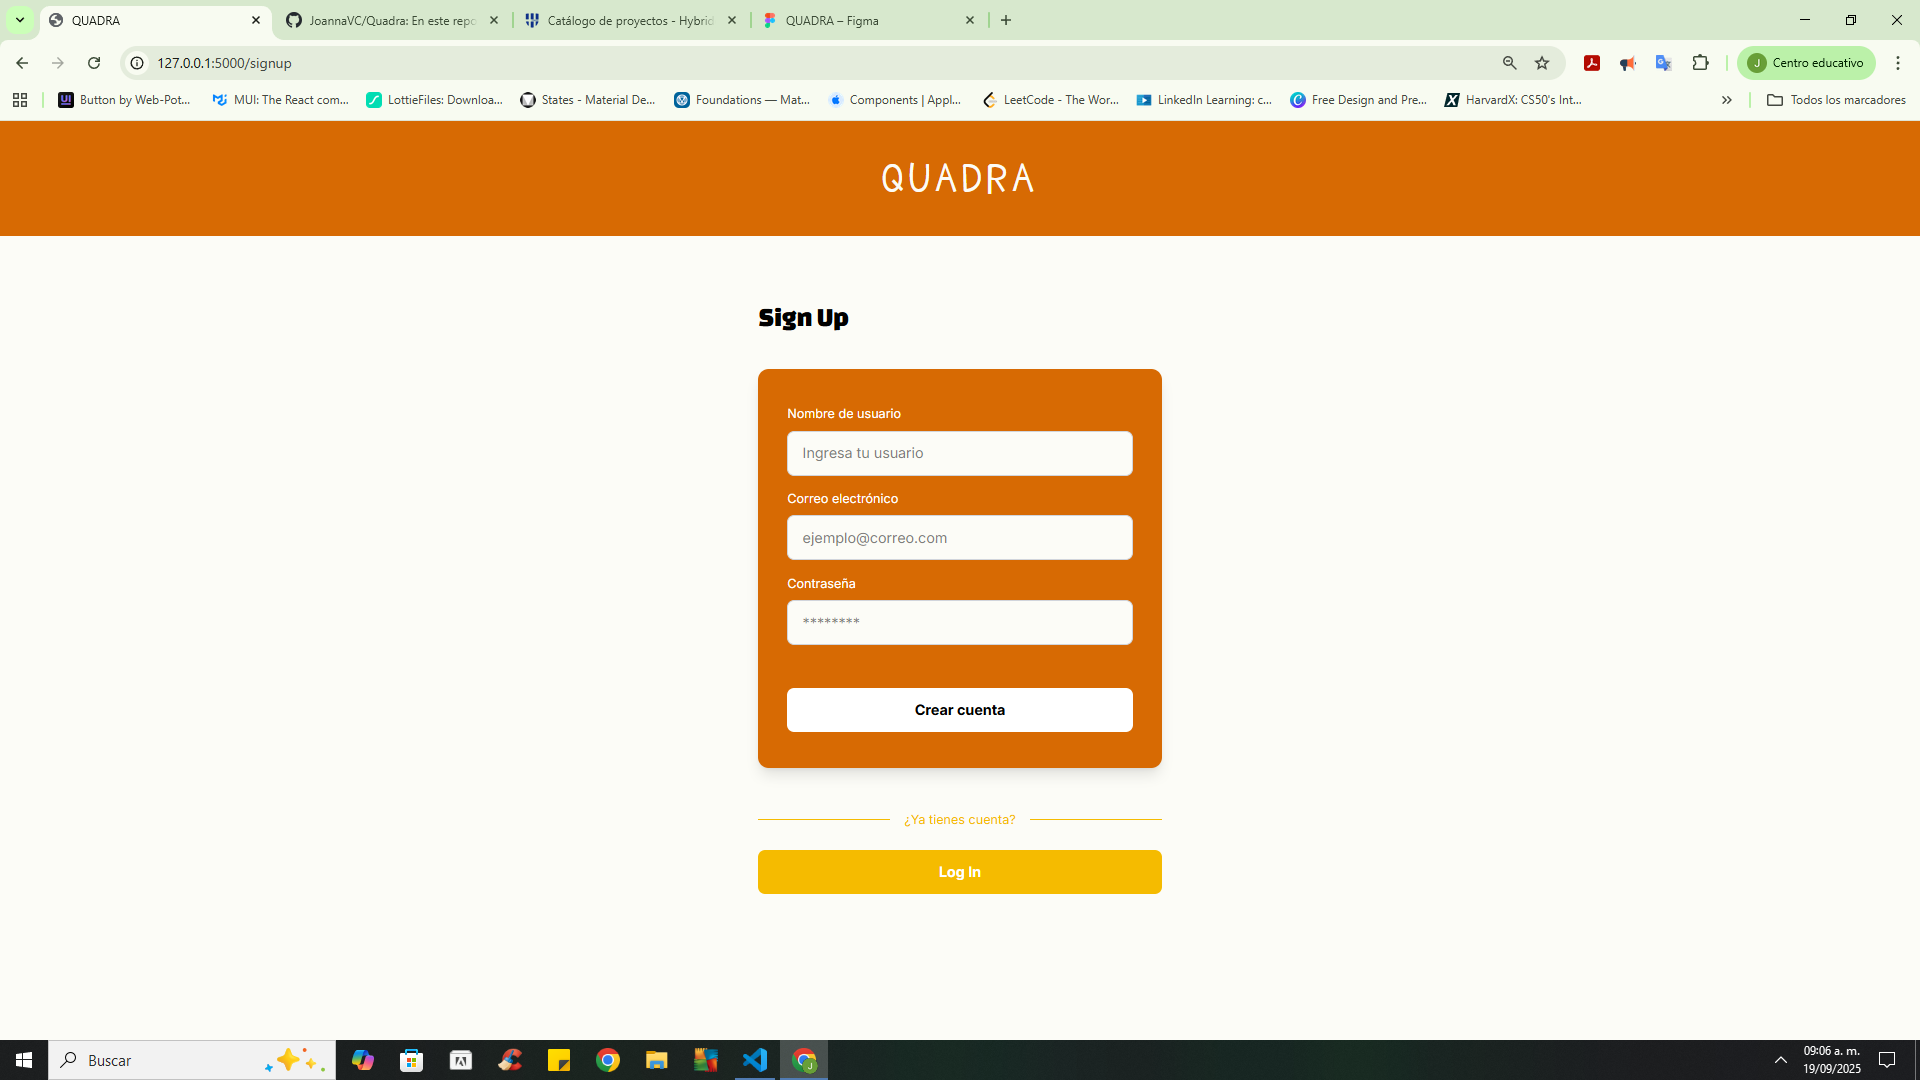 QUADRA
JoannaVC/Quadra: En este repo
Catálogo de proyectos - Hybrid
QUADRA – Figma
127.0.0.1:5000/signup
J
Centro educativo
Button by Web-Pot...
MUI: The React com...
LottieFiles: Downloa...
States - Material De...
Foundations — Mat...
Components | Appl...
LeetCode - The Wor...
LinkedIn Learning: c...
Free Design and Pre...
HarvardX: CS50's Int...
Todos los marcadores
QUADRA
Sign Up
Nombre de usuario
Ingresa tu usuario
Correo electrónico
ejemplo@correo.com
Contraseña
********
Crear cuenta
¿Ya tienes cuenta?
Log In
Buscar
09:06 a. m.
19/09/2025